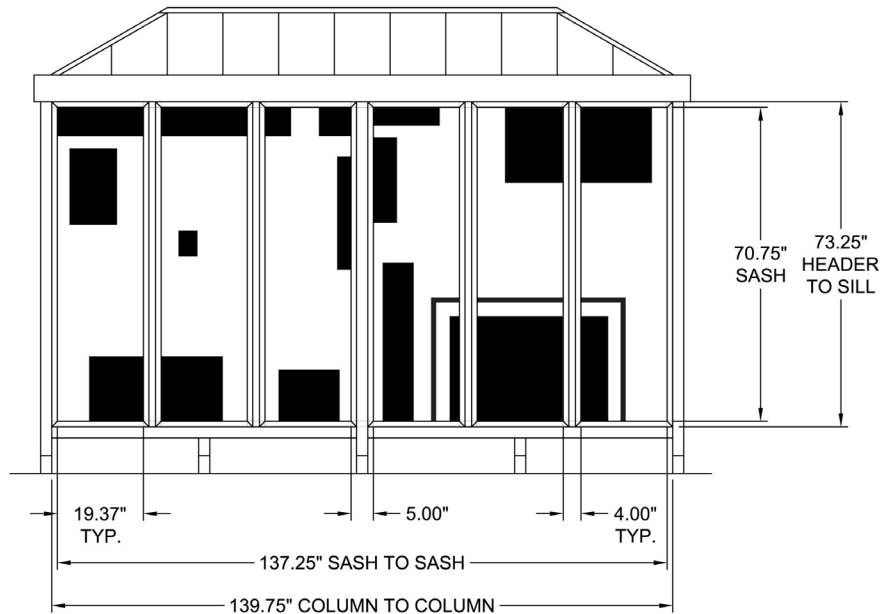 70.75"
SASH
73.25"
HEADER
TO SILL
19.37"
TYP.
5.00"
4.00"
TYP.
137.25" SASH TO SASH
139.75" COLUMN TO COLUMN